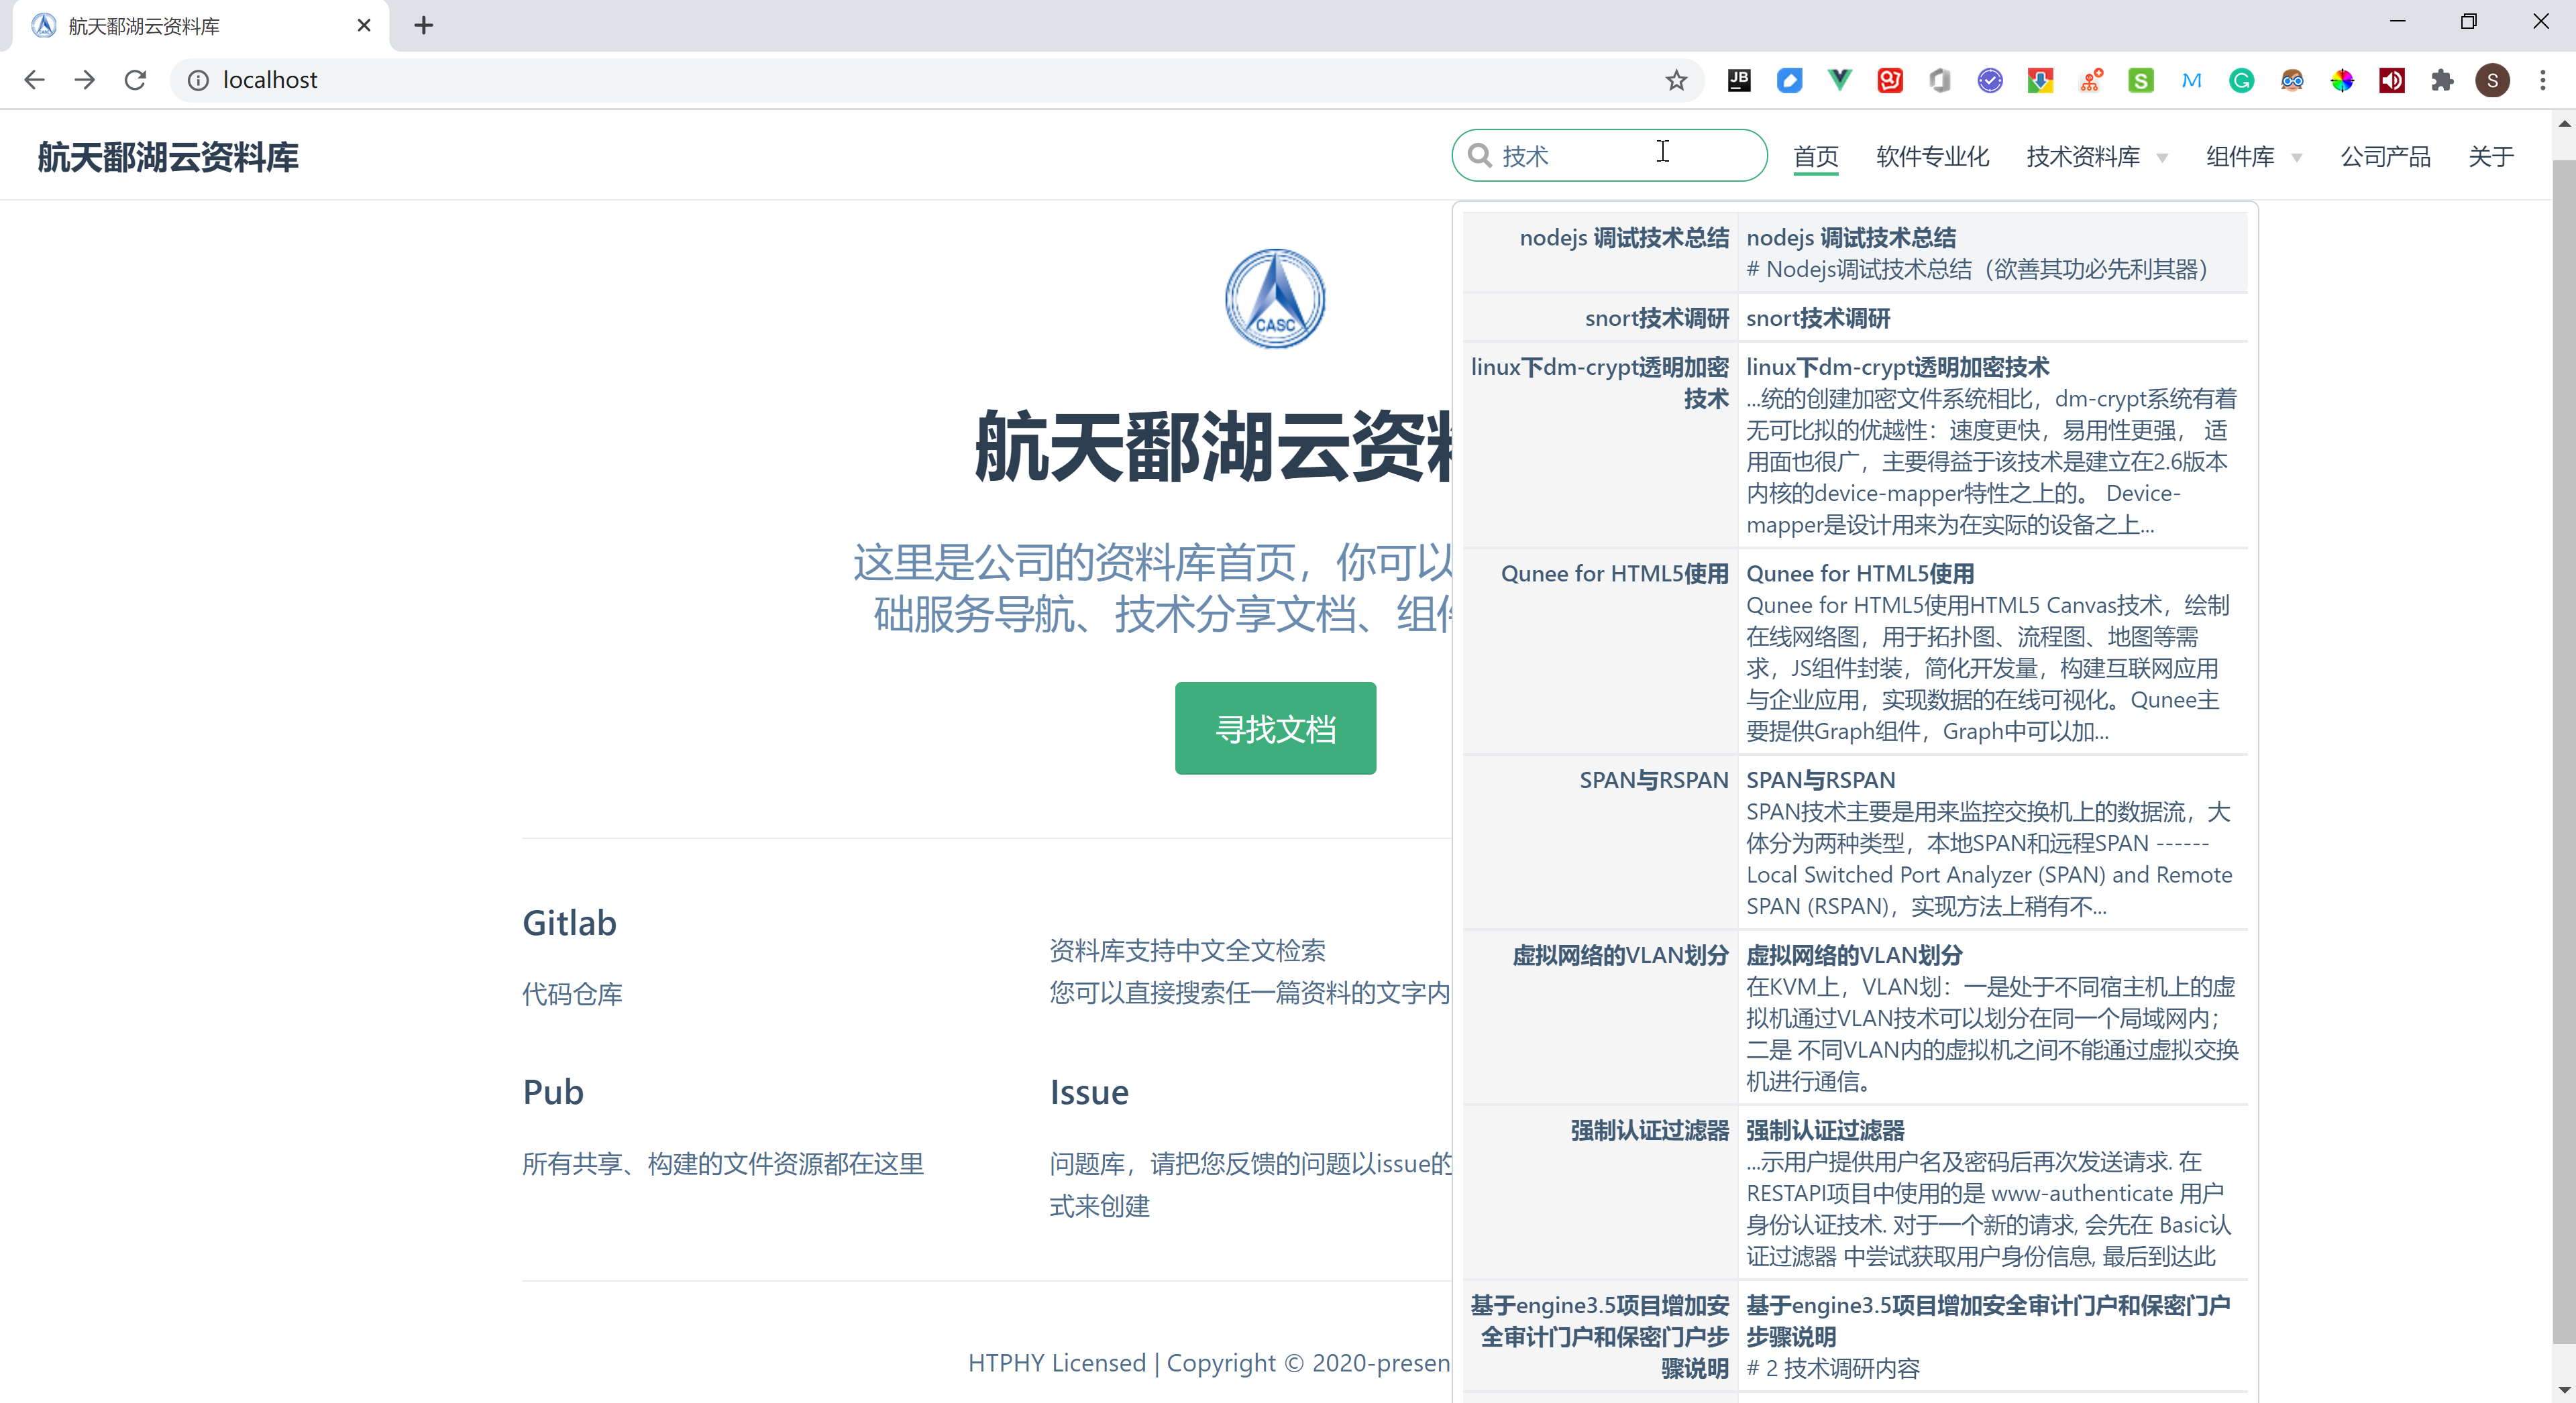 航天鄱湖云资料库
localhost
S
航天鄱湖云资料库
技术
首页 软件专业化 技术资料库 组件库 公司产品 关于
CASC
航天鄱湖云资
这里是公司的资料库首页，你可以
础服务导航、技术分享文档、组
寻找文档
Gitlab
代码仓库
资料库支持中文全文检索
您可以直接搜索任一篇资料的文字内
Pub
所有共享、构建的文件资源都在这里
Issue
问题库，请把您反馈的问题以issue的
式来创建
HTPHY Licensed | Copyright © 2020-presen
nodejs 调试技术总结
nodejs 调试技术总结
# Nodejs调试技术总结（欲善其功必先利其器）
snort技术调研
snort技术调研
linux下dm-crypt透明加密
技术
linux下dm-crypt透明加密技术
...统的创建加密文件系统相比，dm-crypt系统有着
无可比拟的优越性：速度更快，易用性更强， 适
用面也很广，主要得益于该技术是建立在2.6版本
内核的device-mapper特性之上的。 Device-
mapper是设计用来为在实际的设备之上...
Qunee for HTML5使用
Qunee for HTML5使用
Qunee for HTML5使用HTML5 Canvas技术，绘制
在线网络图，用于拓扑图、流程图、地图等需
求，JS组件封装，简化开发量，构建互联网应用
与企业应用，实现数据的在线可视化。Qunee主
要提供Graph组件，Graph中可以加...
SPAN与RSPAN
SPAN与RSPAN
SPAN技术主要是用来监控交换机上的数据流，大
体分为两种类型，本地SPAN和远程SPAN ------
Local Switched Port Analyzer (SPAN) and Remote
SPAN (RSPAN)，实现方法上稍有不...
虚拟网络的VLAN划分
虚拟网络的VLAN划分
在KVM上，VLAN划：一是处于不同宿主机上的虚
拟机通过VLAN技术可以划分在同一个局域网内；
二是 不同VLAN内的虚拟机之间不能通过虚拟交换
机进行通信。
强制认证过滤器
强制认证过滤器
...示用户提供用户名及密码后再次发送请求. 在
RESTAPI项目中使用的是 www-authenticate 用户
身份认证技术. 对于一个新的请求, 会先在 Basic认
证过滤器 中尝试获取用户身份信息, 最后到达此
基于engine3.5项目增加安
全审计门户和保密门户步
骤说明
基于engine3.5项目增加安全审计门户和保密门户
步骤说明
# 2 技术调研内容